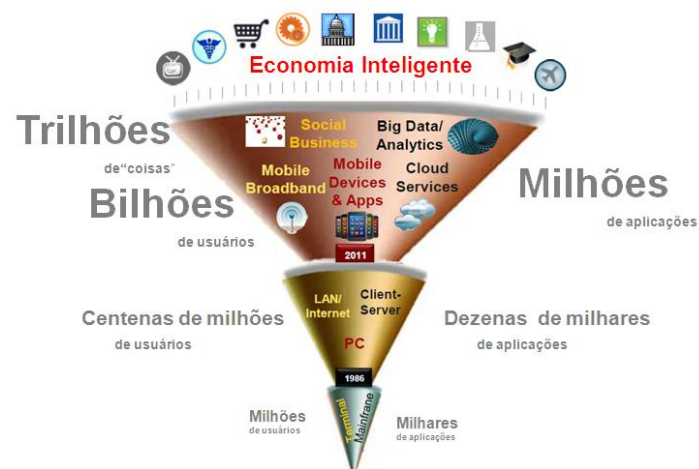 Economia Inteligente
Trilhões
de“coisas”
Bilhões
de usuários
Social
Business
Big Data/
Analytics
Mobile
Broadband
Mobile
Devices
& Apps
Cloud
Services
2011
Milhões
de aplicações
Centenas de milhões
de usuários
LAN/
Internet
Client-
Server
PC
1986
Dezenas de milhares
de aplicações
Milhões
de usuários
Terminal
Mainfrane
Milhares
de aplicações